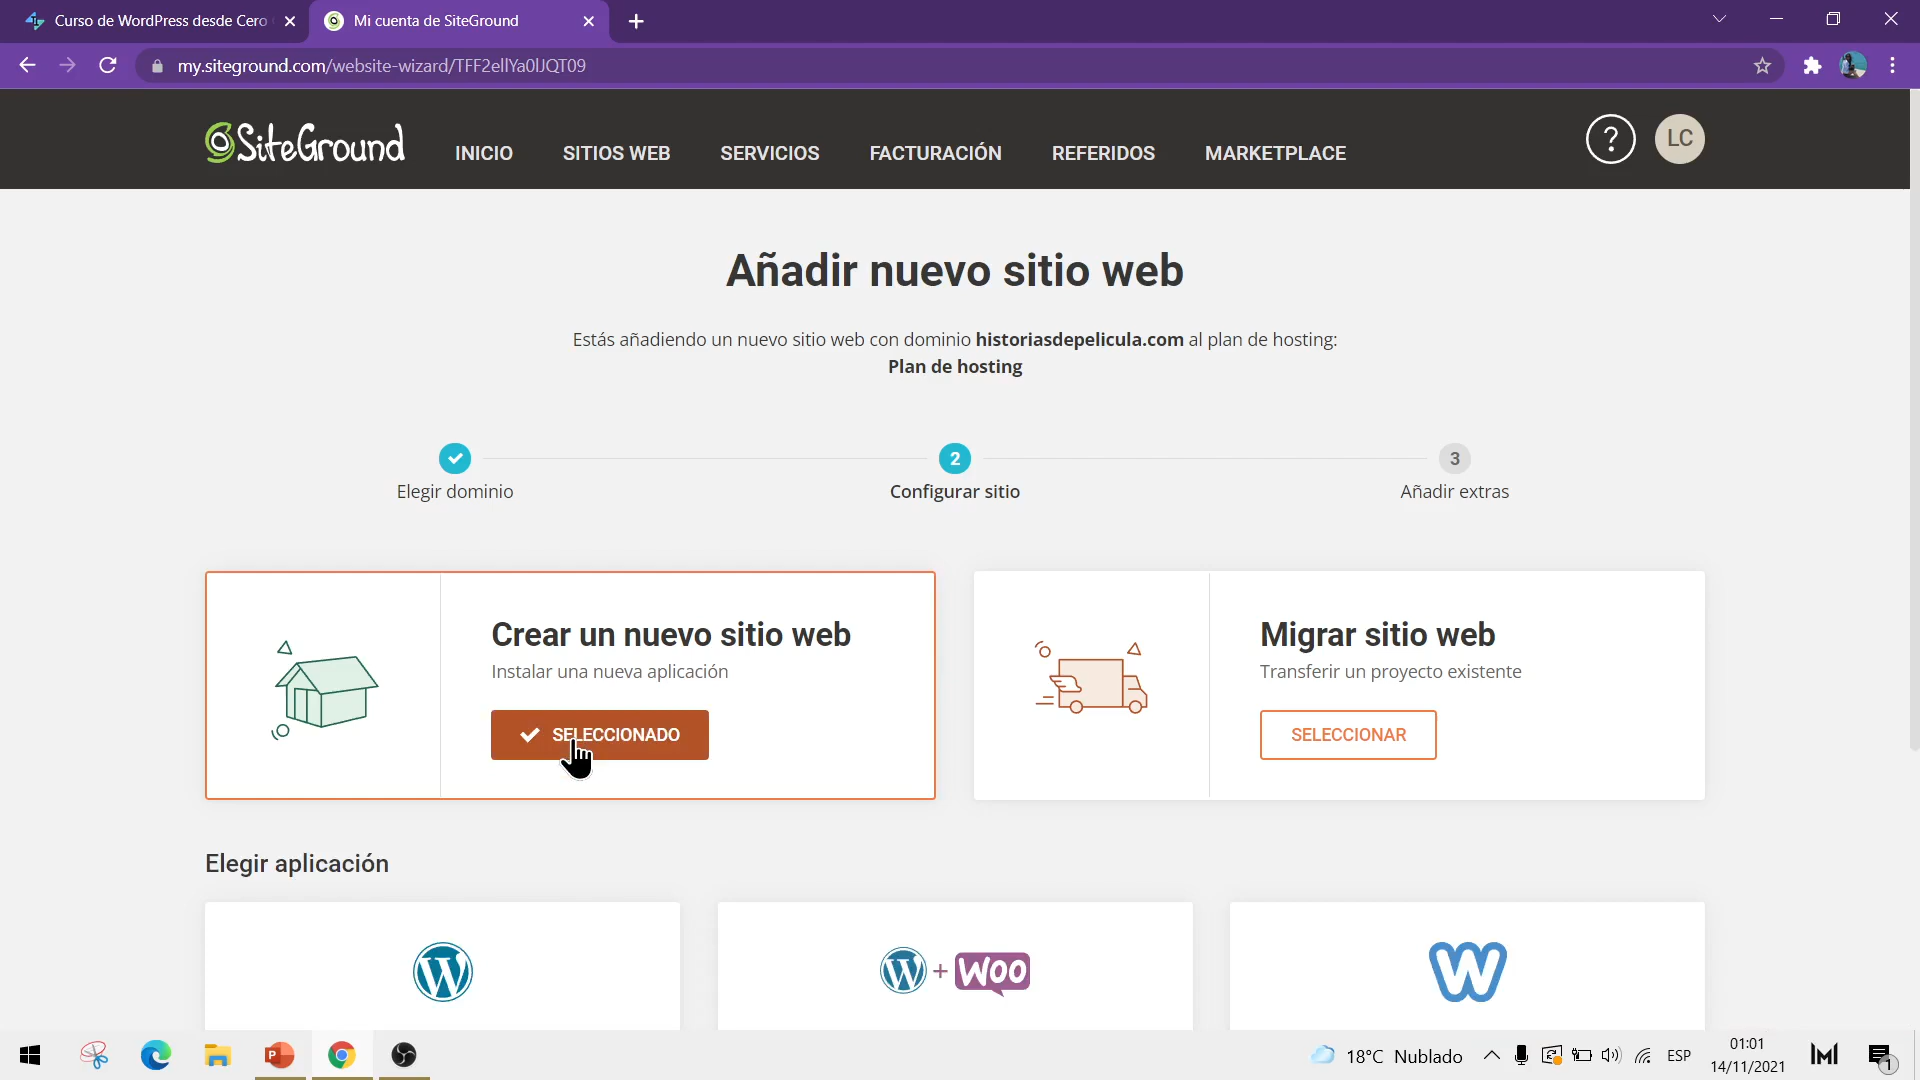 Curso de WordPress desde Cero
Mi cuenta de SiteGround
my.siteground.com/website-wizard/TFF2ellYa0lJQT09
SiteGround
INICIO
SITIOS WEB
SERVICIOS
FACTURACIÓN
REFERIDOS
MARKETPLACE
?
LC
Añadir nuevo sitio web
Estás añadiendo un nuevo sitio web con dominio historiasdepelicula.com al plan de hosting:
Plan de hosting
2
3
Elegir dominio
Configurar sitio
Añadir extras
Crear un nuevo sitio web
Instalar una nueva aplicación
SELECCIONADO
Migrar sitio web
Transferir un proyecto existente
SELECCIONAR
Elegir aplicación
W
W + WOO
W
18°C Nublado
ESP
01:01
14/11/2021
1